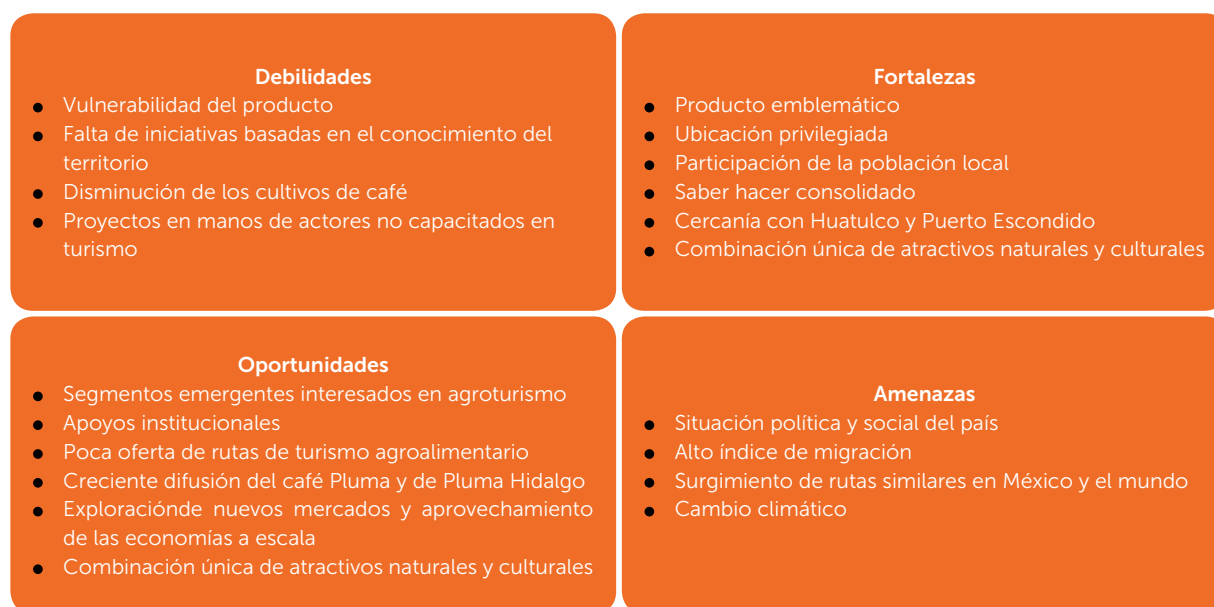 Debilidades
● Vulnerabilidad del producto
● Falta de iniciativas basadas en el conocimiento del
territorio
● Disminución de los cultivos de café
● Proyectos en manos de actores no capacitados en
turismo
Fortalezas
● Producto emblemático
● Ubicación privilegiada
● Participación de la población local
● Saber hacer consolidado
● Cercanía con Huatulco y Puerto Escondido
● Combinación única de atractivos naturales y culturales
Oportunidades
● Segmentos emergentes interesados en agroturismo
● Apoyos institucionales
● Poca oferta de rutas de turismo agroalimentario
● Creciente difusión del café Pluma y de Pluma Hidalgo
● Exploraciónde nuevos mercados y aprovechamiento
de las economías a escala
● Combinación única de atractivos naturales y culturales
Amenazas
● Situación política y social del país
● Alto índice de migración
● Surgimiento de rutas similares en México y el mundo
● Cambio climático